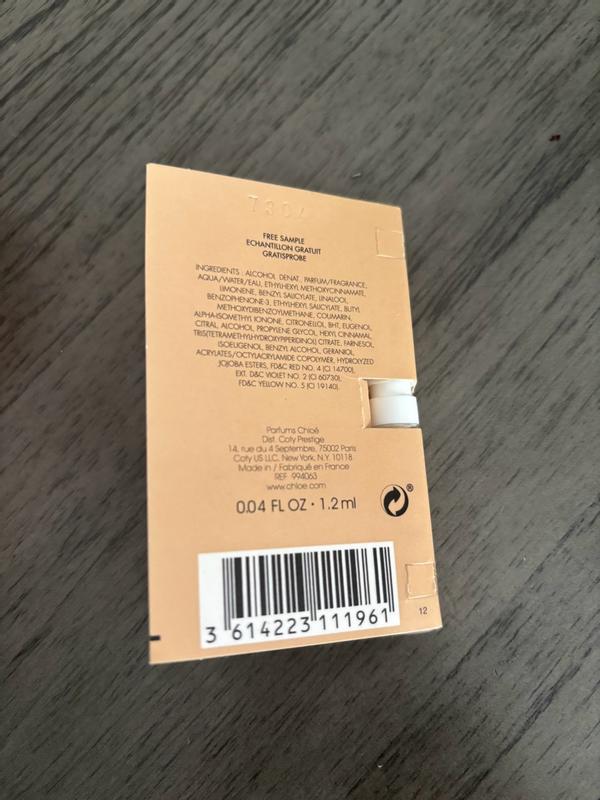 7304
FREE SAMPLE
ECHANTILLON GRATUIT
GRATISPROBE
INGREDIENTS : ALCOHOL DENAT., PARFUM/FRAGRANCE,
AQUA/WATER/EAU, ETHYLHEXYL METHOXYCINNAMATE,
LIMONENE, BENZYL SALICYLATE, LINALOOL,
BENZOPHENONE-3, ETHYLHEXYL SALICYLATE, BUTYL
METHOXYDIBENZOYLMETHANE, COUMARIN,
ALPHA-ISOMETHYL IONONE, CITRONELLOL, BHT, EUGENOL,
CITRAL, ALCOHOL, PROPYLENE GLYCOL, HEXYL CINNAMAL,
TRIS(TETRAMETHYLHYDROXYPIPERIDINOL) CITRATE, FARNESOL,
ISOEUGENOL, BENZYL ALCOHOL, GERANIOL,
ACRYLATES/OCTYLACRYLAMIDE COPOLYMER, HYDROLYZED
JOJOBA ESTERS, FD&C RED NO. 4 (CI 14700),
EXT. D&C VIOLET NO. 2 (CI 60730),
FD&C YELLOW NO. 5 (CI 19140).
Parfums Chloé
Dist. Coty Prestige
14, rue du 4 Septembre, 75002 Paris
Coty US LLC. New York, N.Y. 10118
Made in / Fabriqué en France
REF. 994063
www.chloe.com
0.04 FL OZ · 1.2 ml
®
3 614223 111961
12